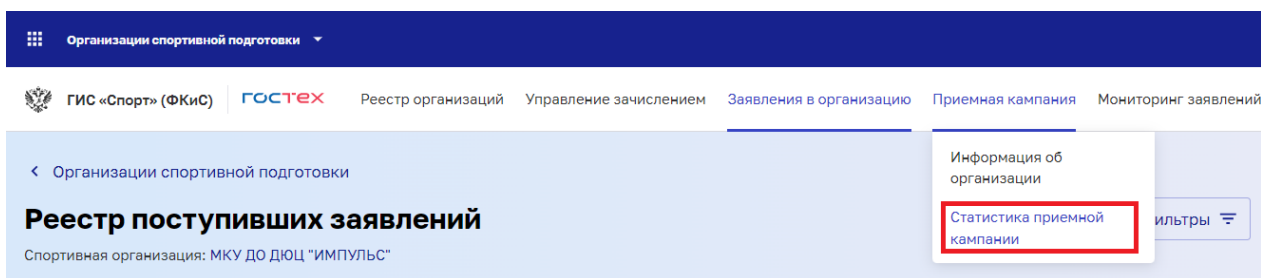 Организации спортивной подготовки
ГИС «Спорт» (ФКиС) ГОСТЕХ Реестр организаций Управление зачислением Заявления в организацию Приемная кампания Мониторинг заявлений
Организации спортивной подготовки
Реестр поступивших заявлений
Спортивная организация: МКУ ДО ДЮЦ "ИМПУЛЬС"
Информация об
организации
Статистика приемной
кампании
ильтры